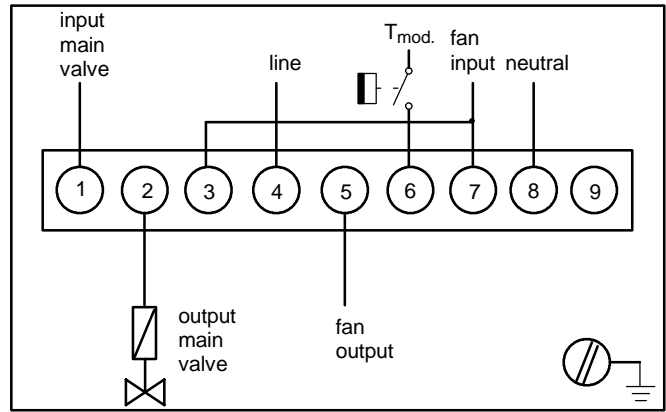 input
main
valve
line
Tmod.
fan
input
neutral
1 2 3 4 5 6 7 8 9
output
main
valve
fan
output